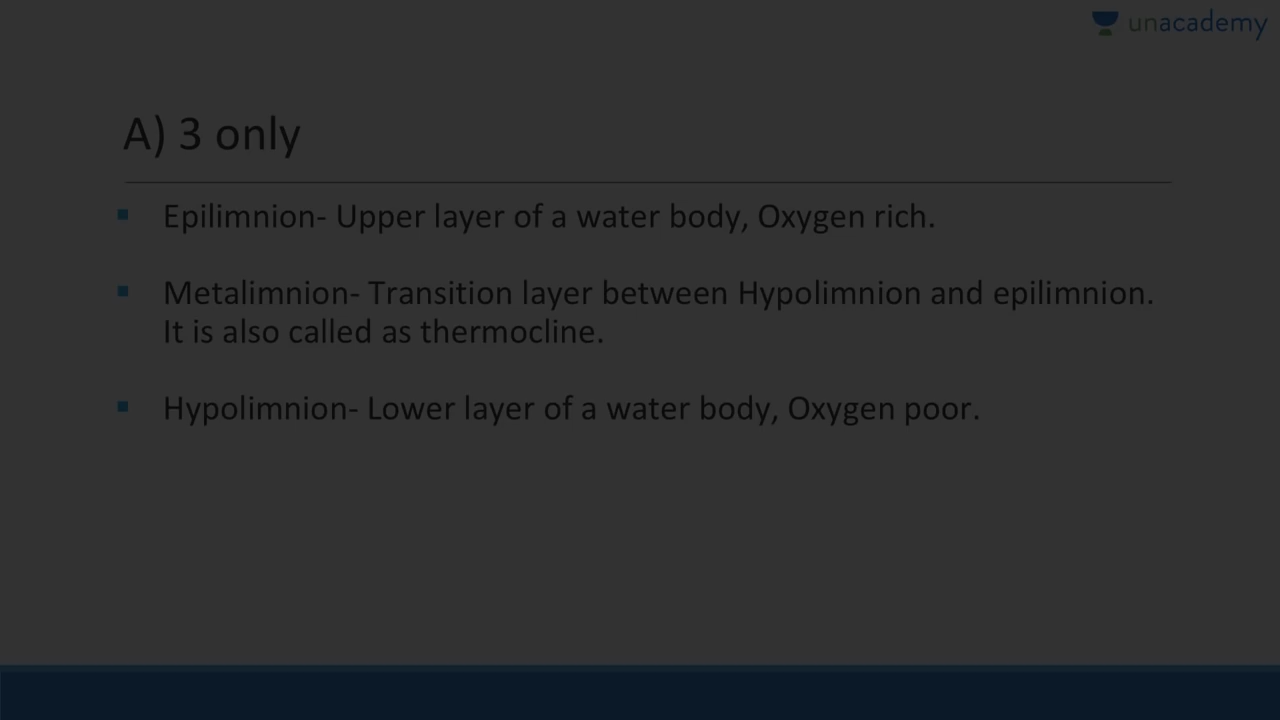 unacademy
A) 3 only
▪ Epilimnion- Upper layer of a water body, Oxygen rich.
▪ Metalimnion- Transition layer between Hypolimnion and epilimnion.
It is also called as thermocline.
▪ Hypolimnion- Lower layer of a water body, Oxygen poor.